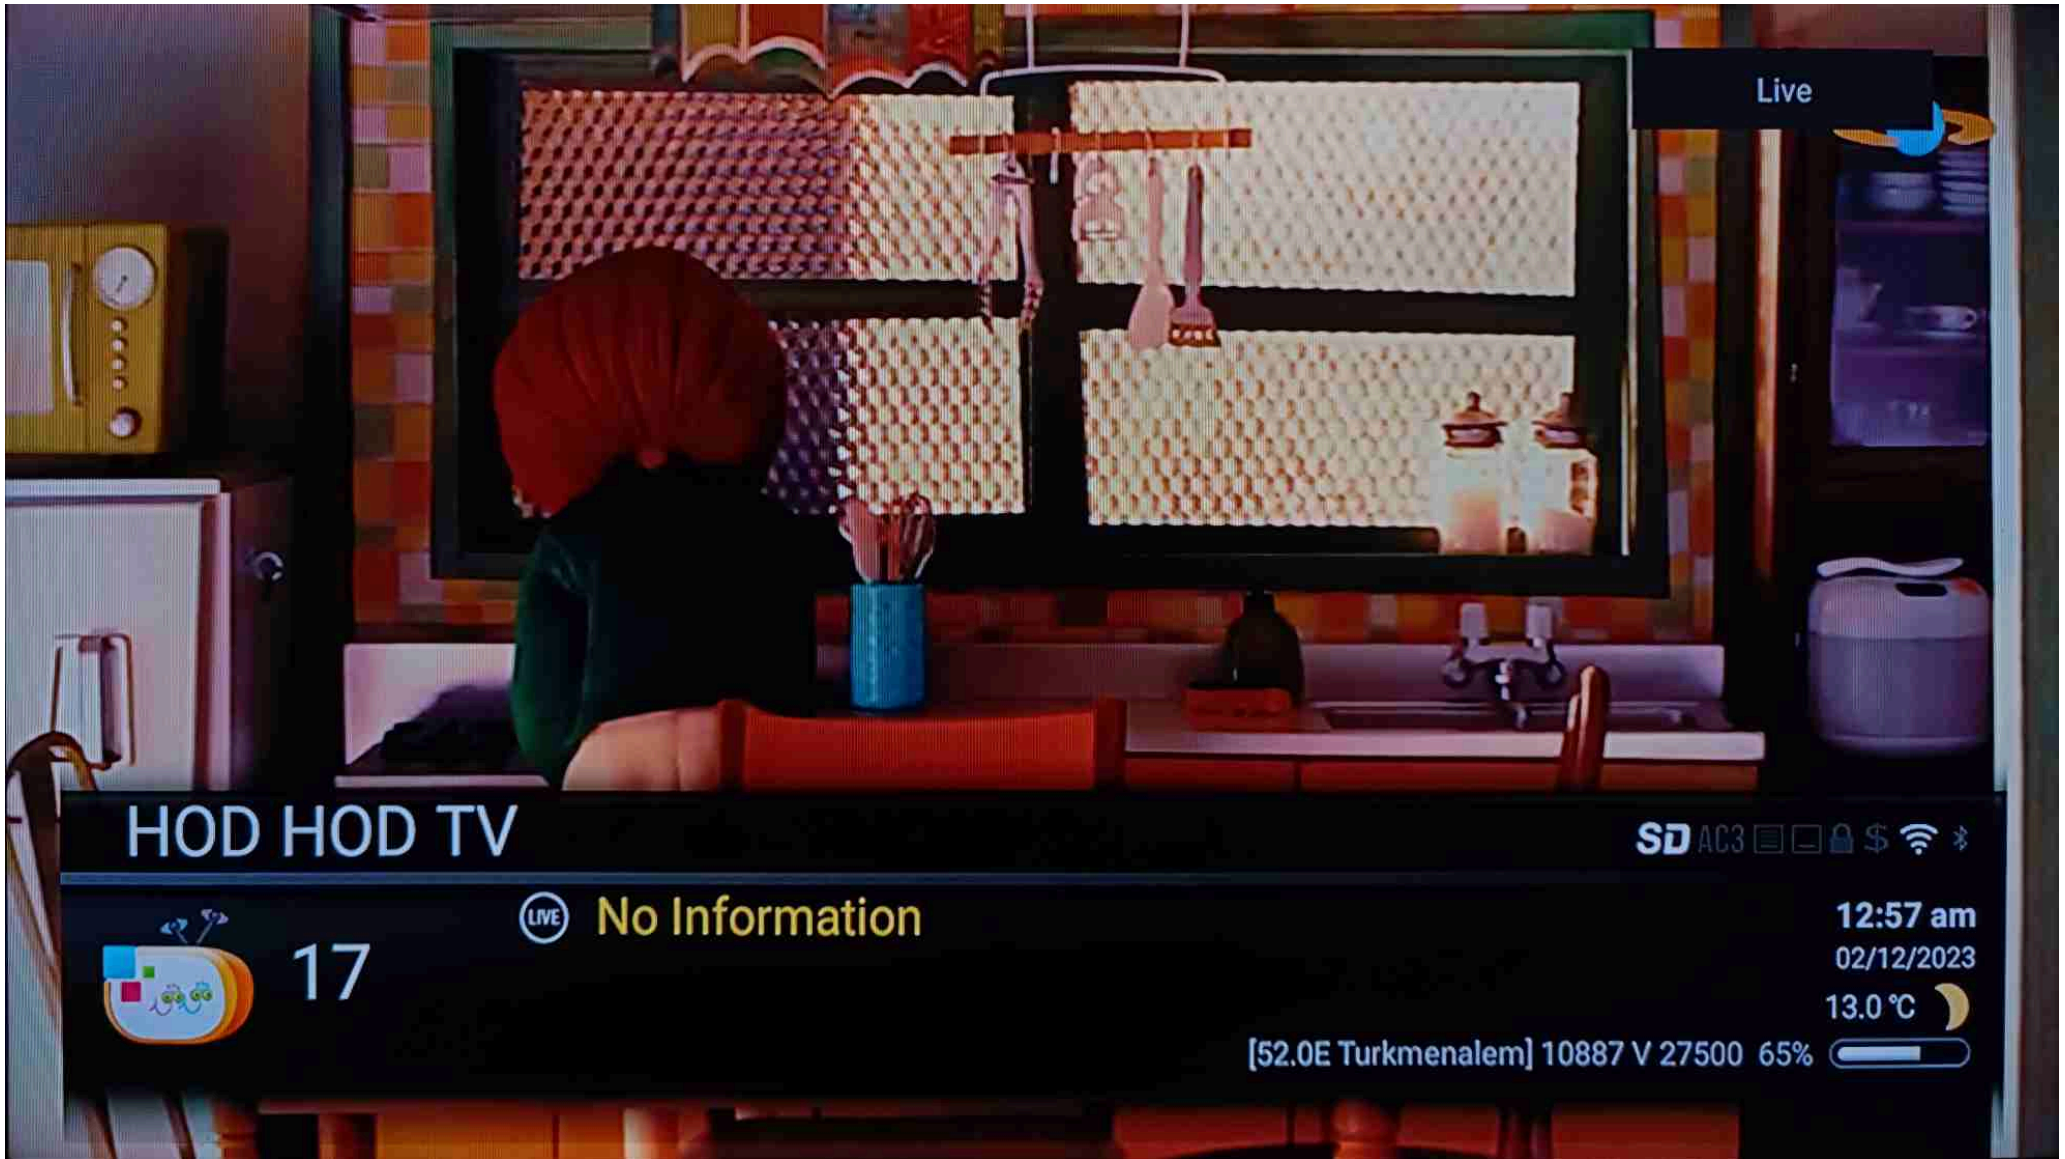 Live
HOD HOD TV
SD AC3 $
17
LIVE No Information
12:57 am
02/12/2023
13.0 °C
[52.0E Turkmenalem] 10887 V 27500 65%